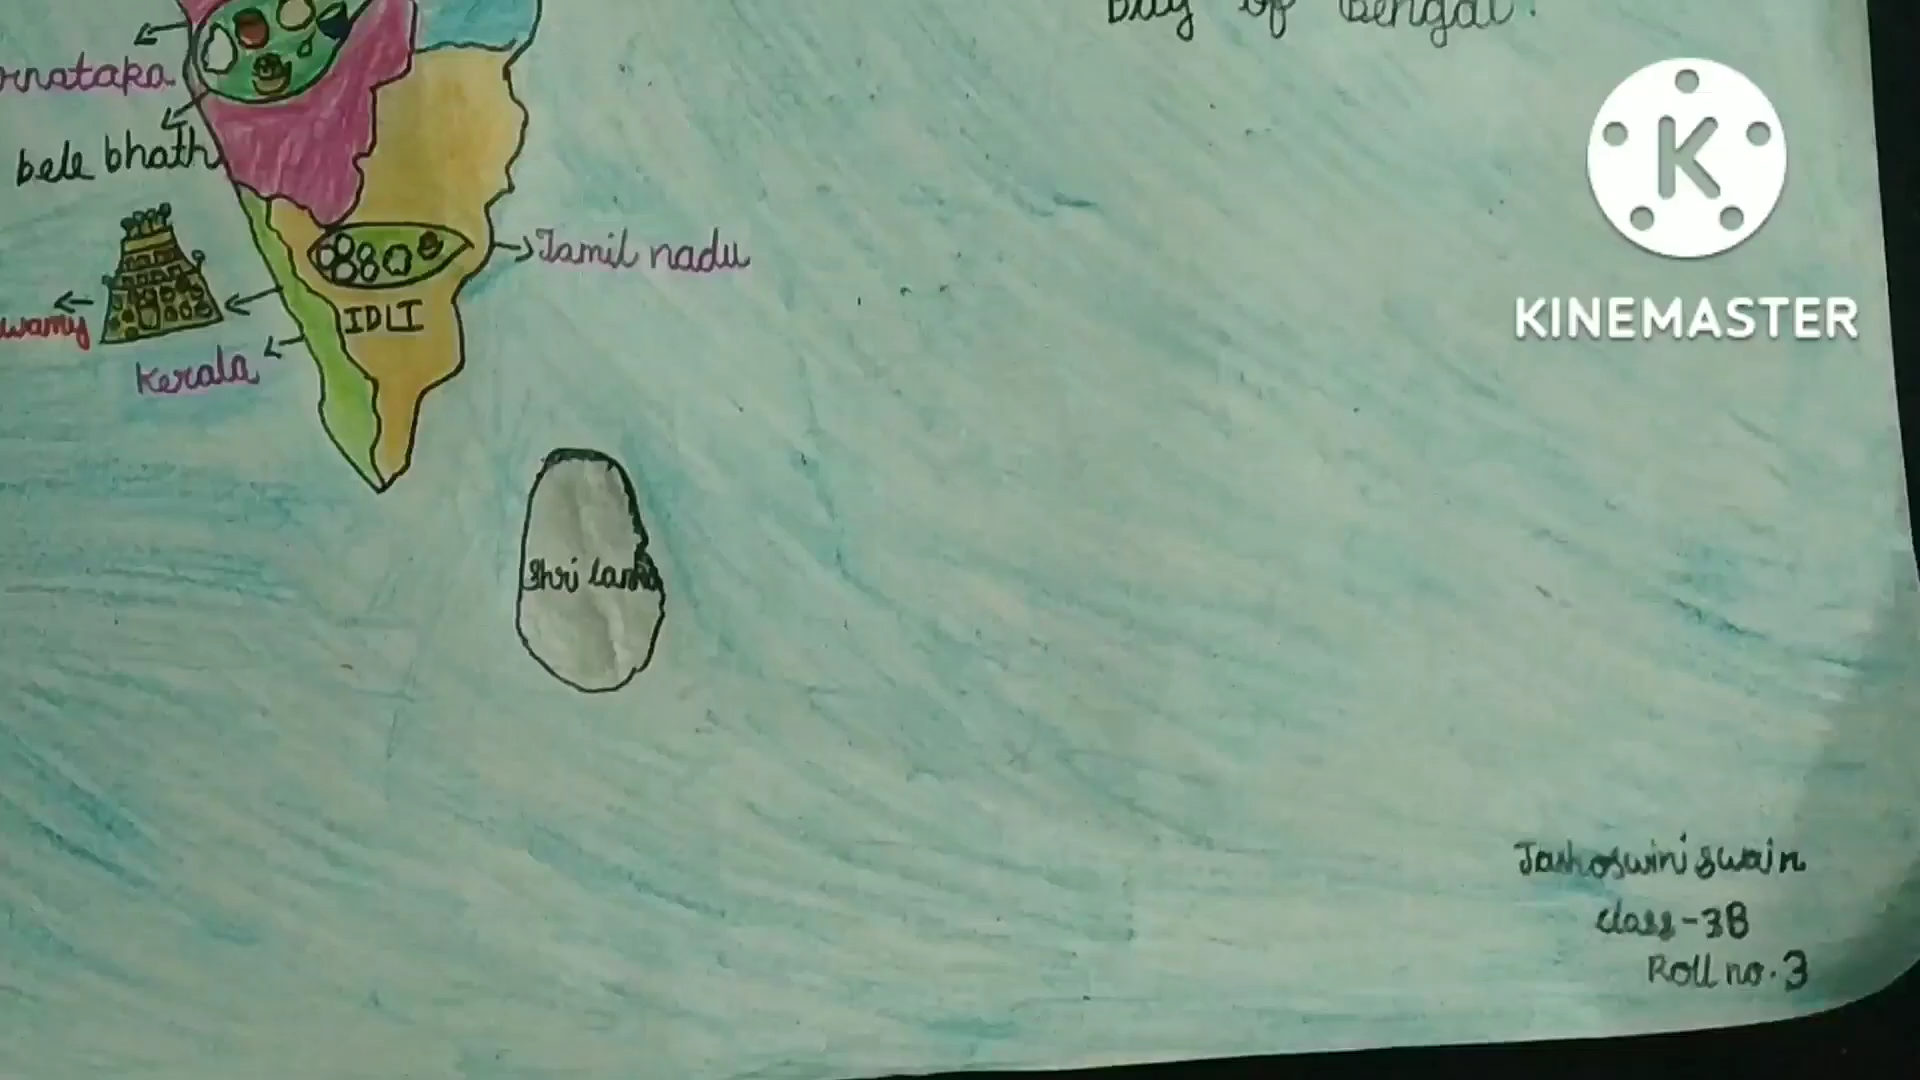 Bay of Bengal.
KINEMASTER
rnataka
bele bhath
Tamil nadu
IDLI
wamy
Kerala
Shri lanka
Jashoswini swain
class-3B
Roll no.3